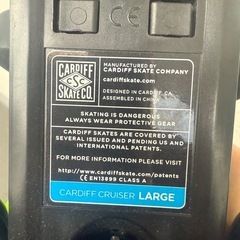 CARDIFF
CSC
SKATE CO.
MANUFACTURED BY
CARDIFF SKATE COMPANY
cardiffskate.com
DESIGNED IN CARDIFF, CA.
ASSEMBLED IN CHINA
SKATING IS DANGEROUS
ALWAYS WEAR PROTECTIVE GEAR
CARDIFF SKATES ARE COVERED BY
SEVERAL ISSUED AND PENDING US AND
INTERNATIONAL PATENTS
FOR MORE INFORMATION PLEASE VISIT
http://www.cardiffskate.com/patents
CE EN13899 CLASS A
CARDIFF CRUISER LARGE